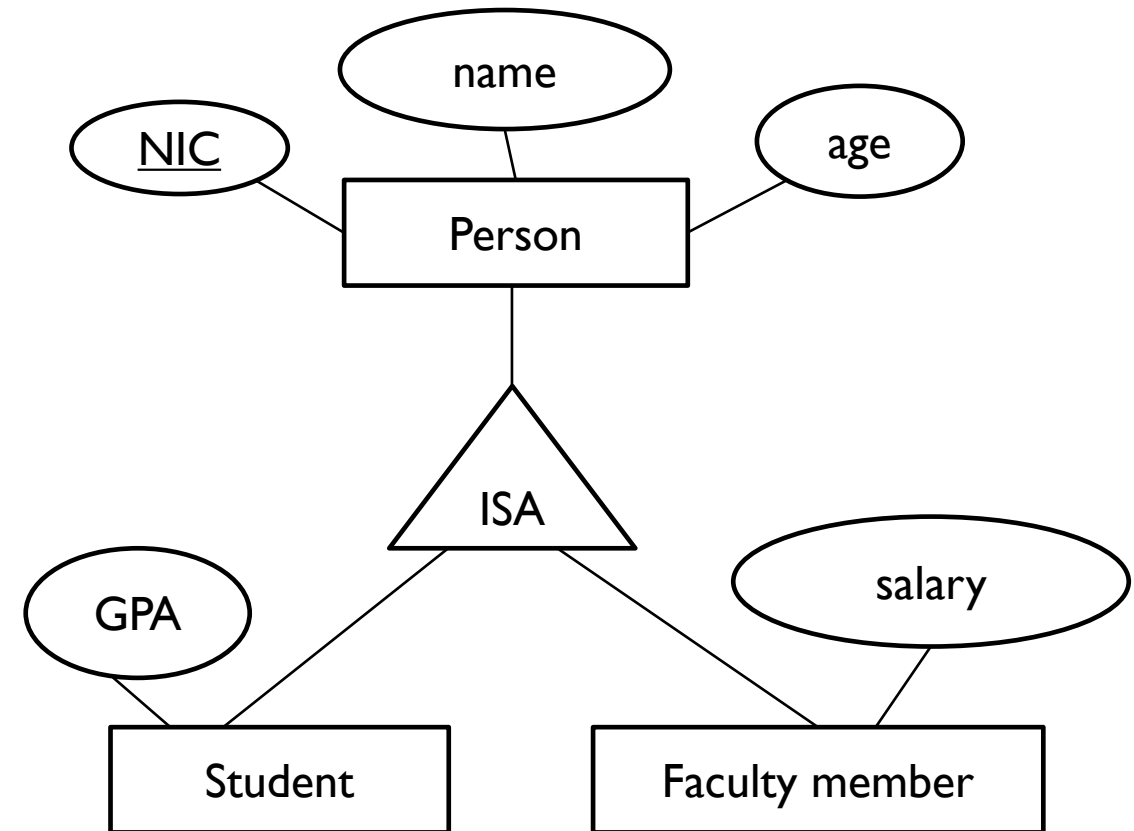 name
NIC
age
Person
ISA
GPA
salary
Student
Faculty member